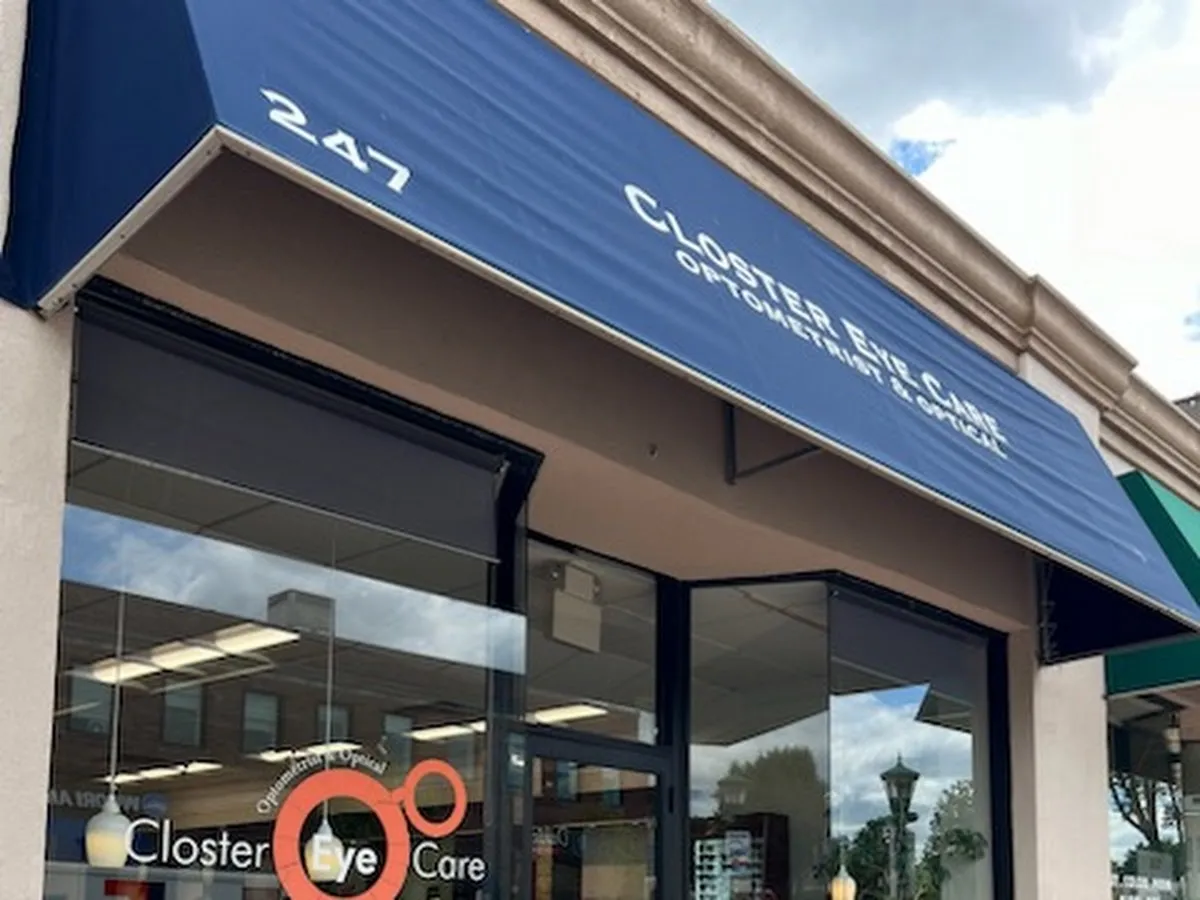 247
CLOSTER EYE CARE
OPTOMETRIST & OPTICAL
Optometrist & Optical
Closter Eye Care